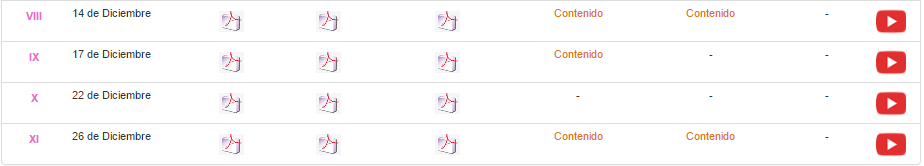 VIII 14 de Diciembre Contenido Contenido -
IX 17 de Diciembre Contenido - -
X 22 de Diciembre - - -
XI 26 de Diciembre Contenido Contenido -